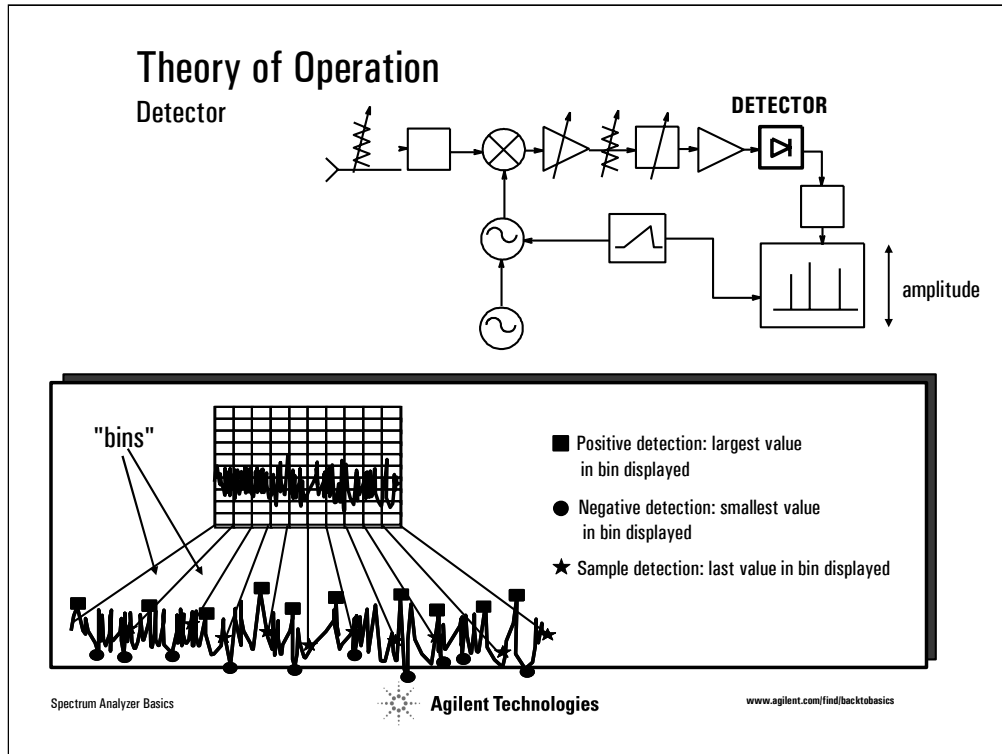 Theory of Operation
Detector
DETECTOR
amplitude
"bins"
Positive detection: largest value
in bin displayed
Negative detection: smallest value
in bin displayed
Sample detection: last value in bin displayed
Spectrum Analyzer Basics
Agilent Technologies
www.agilent.com/find/backtobasics